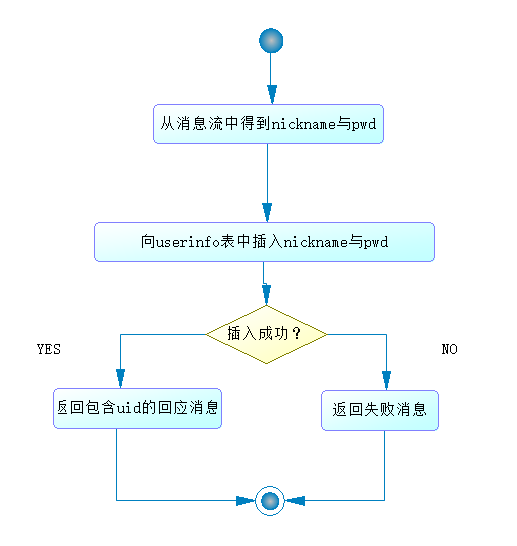 从消息流中得到nickname与pwd
向userinfo表中插入nickname与pwd
插入成功？
YES
NO
返回包含uid的回应消息
返回失败消息